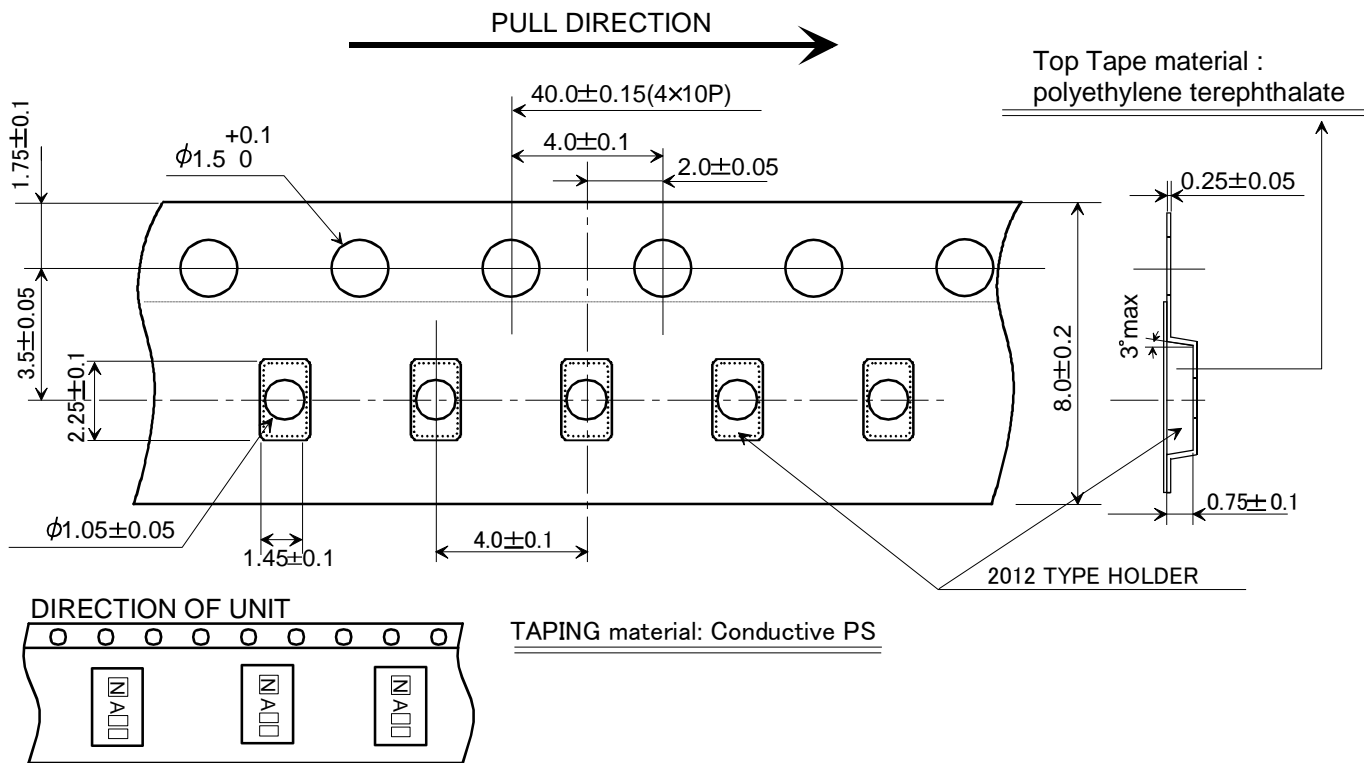 PULL DIRECTION
Top Tape material :
polyethylene terephthalate
40.0±0.15(4×10P)
1.75±0.1
+0.1
ϕ1.5 0
4.0±0.1
2.0±0.05
0.25±0.05
3.5±0.05
2.25±0.1
3°max
8.0±0.2
ϕ1.05±0.05
1.45±0.1
4.0±0.1
0.75±0.1
2012 TYPE HOLDER
DIRECTION OF UNIT
TAPING material: Conductive PS
NA□□
NA□□
NA□□